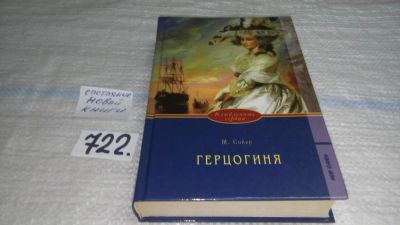 состояние
новой
книги
722.
М. Сойер
ГЕРЦОГИНЯ